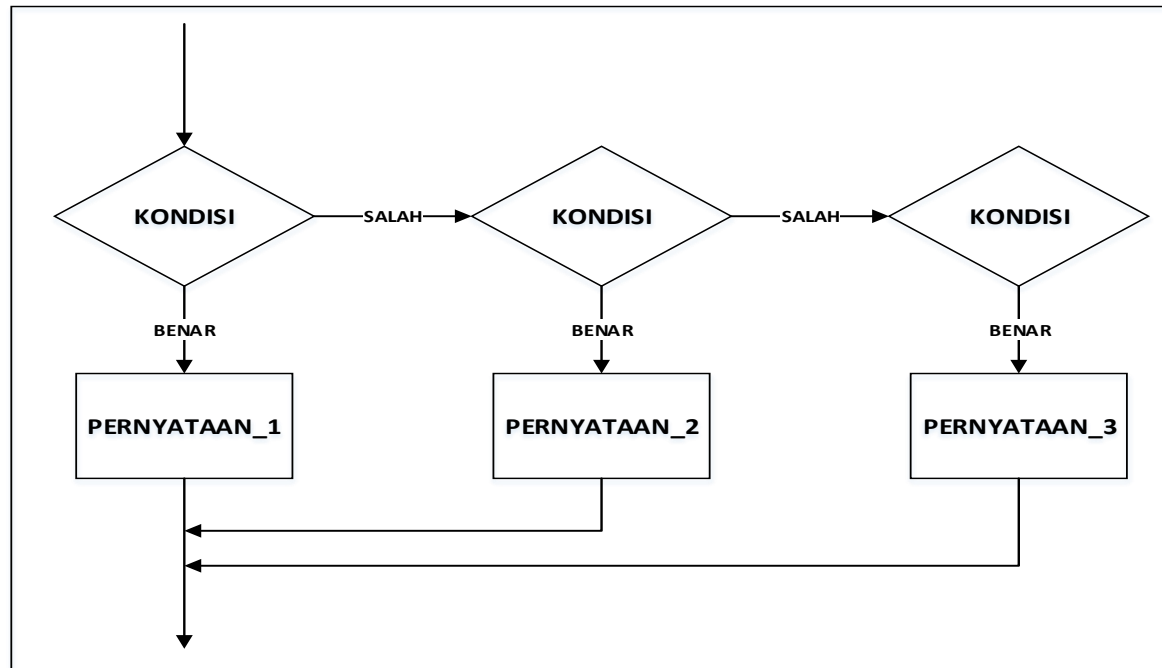 KONDISI
SALAH
KONDISI
SALAH
KONDISI
BENAR
BENAR
BENAR
PERNYATAAN_1
PERNYATAAN_2
PERNYATAAN_3